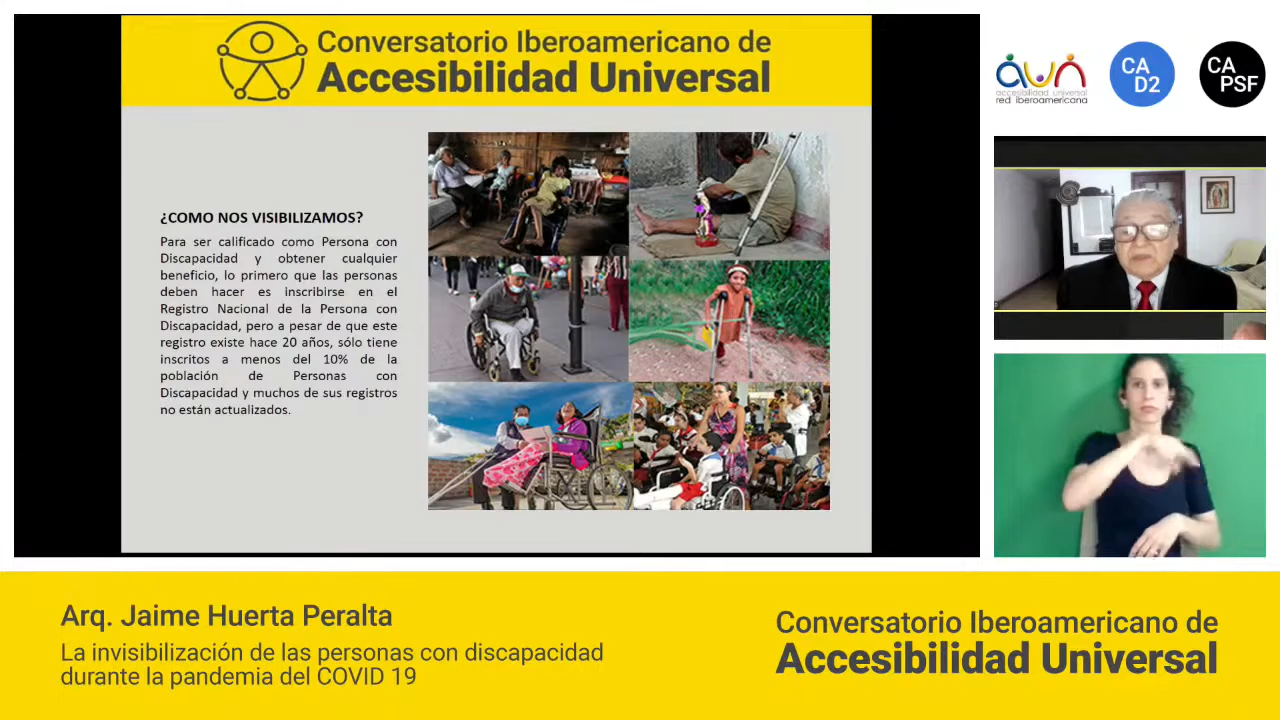 Conversatorio Iberoamericano de
Accesibilidad Universal
¿COMO NOS VISIBILIZAMOS?
Para ser calificado como Persona con
Discapacidad y obtener cualquier
beneficio, lo primero que las personas
deben hacer es inscribirse en el
Registro Nacional de la Persona con
Discapacidad, pero a pesar de que este
registro existe hace 20 años, sólo tiene
inscritos a menos del 10% de la
población de Personas con
Discapacidad y muchos de sus registros
no están actualizados.
accesibilidad universal
red iberoamericana
CA
D2
CA
PSF
Arq. Jaime Huerta Peralta
La invisibilización de las personas con discapacidad
durante la pandemia del COVID 19
Conversatorio Iberoamericano de
Accesibilidad Universal